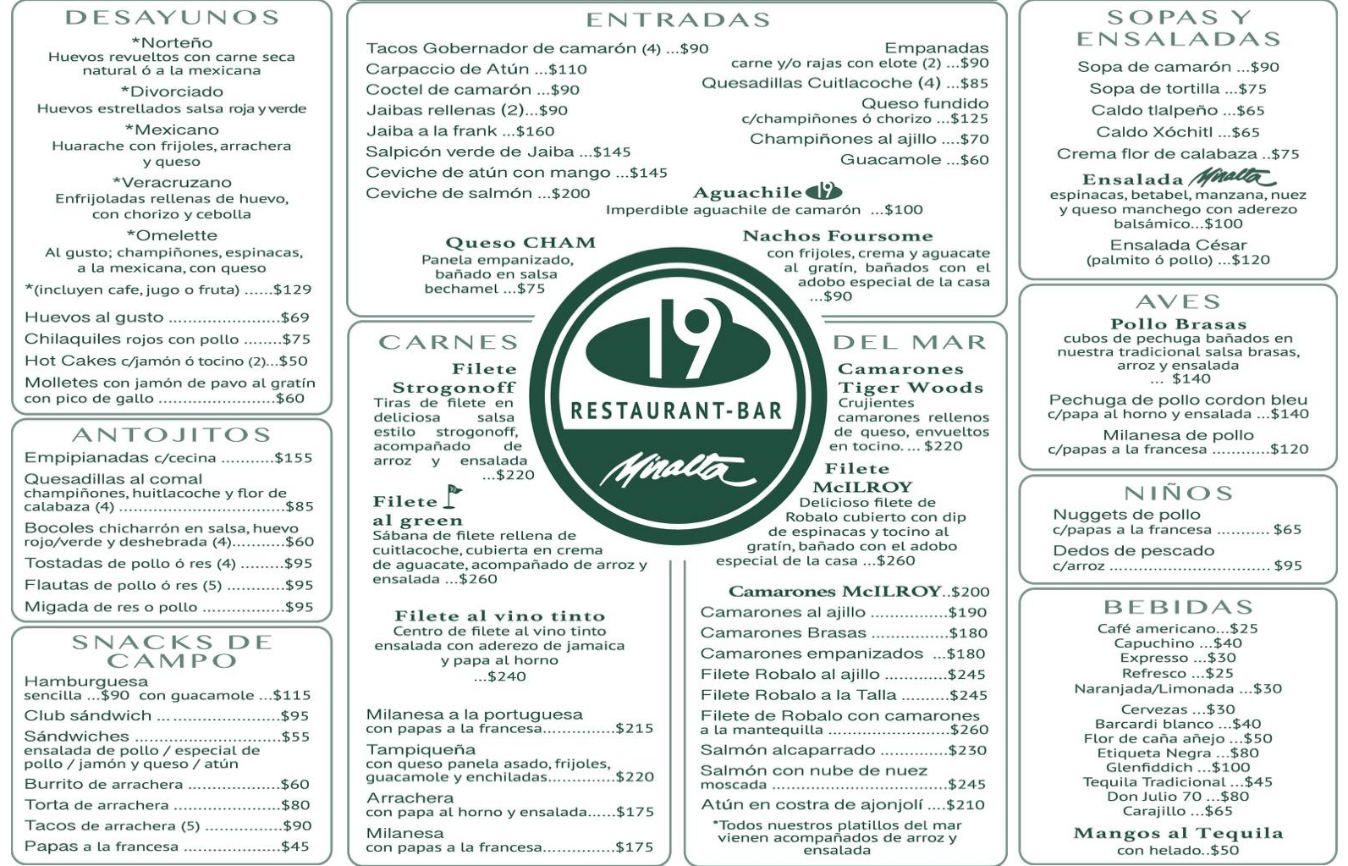 DESAYUNOS
*Norteño
Huevos revueltos con carne seca
natural ó a la mexicana
*Divorciado
Huevos estrellados salsa roja y verde
*Mexicano
Huarache con frijoles, arrachera
y queso
*Veracruzano
Enfrijoladas rellenas de huevo,
con chorizo y cebolla
*Omelette
Al gusto; champiñones, espinacas,
a la mexicana, con queso
*(incluyen cafe, jugo o fruta) ......$129
Huevos al gusto .......................$69
Chilaquiles rojos con pollo ........$75
Hot Cakes c/jamón ó tocino (2)...$50
Molletes con jamón de pavo al gratín
con pico de gallo .......................$60
ANTOJITOS
Empipianadas c/cecina ..........$155
Quesadillas al comal
champiñones, huitlacoche y flor de
calabaza (4) ...............................$85
Bocoles chicharrón en salsa, huevo
rojo/verde y deshebrada (4)..........$60
Tostadas de pollo ó res (4) .........$95
Flautas de pollo ó res (5) ...........$95
Migada de res o pollo ...............$95
SNACKS DE
CAMPO
Hamburguesa
sencilla ...$90 con guacamole ...$115
Club sándwich ... ....................$95
Sándwiches ...........................$55
ensalada de pollo / especial de
pollo / jamón y queso / atún
Burrito de arrachera ................$60
Torta de arrachera ....................$80
Tacos de arrachera (5) ..............$90
Papas a la francesa ..................$45
ENTRADAS
Tacos Gobernador de camarón (4) ...$90
Carpaccio de Atún ...$110
Coctel de camarón ...$90
Jaibas rellenas (2)...$90
Jaiba a la frank ...$160
Salpicón verde de Jaiba ...$145
Ceviche de atún con mango ...$145
Ceviche de salmón ...$200
Empanadas
carne y/o rajas con elote (2) ...$90
Quesadillas Cuitlacoche (4) ...$85
Queso fundido
c/champiñones ó chorizo ...$125
Champiñones al ajillo ....$70
Guacamole ...$60
Aguachile 19
Imperdible aguachile de camarón ...$100
Queso CHAM
Panela empanizado,
bañado en salsa
bechamel ...$75
Nachos Foursome
con frijoles, crema y aguacate
al gratín, bañados con el
adobo especial de la casa
...$90
19
RESTAURANT-BAR
Minalta
CARNES
Filete
Strogonoff
Tiras de filete en
deliciosa salsa
estilo strogonoff,
acompañado de
arroz y ensalada
...$220
Filete
al green
Sábana de filete rellena de
cuitlacoche, cubierta en crema
de aguacate, acompañado de arroz y
ensalada ...$260
Filete al vino tinto
Centro de filete al vino tinto
ensalada con aderezo de jamaica
y papa al horno
...$240
Milanesa a la portuguesa
con papas a la francesa..............$215
Tampiqueña
con queso panela asado, frijoles,
guacamole y enchiladas..............$220
Arrachera
con papa al horno y ensalada......$175
Milanesa
con papas a la francesa..............$175
DEL MAR
Camarones
Tiger Woods
Crujientes
camarones rellenos
de queso, envueltos
en tocino. ... $220
Filete
McILROY
Delicioso filete de
Robalo cubierto con dip
de espinacas y tocino al
gratín, bañado con el adobo
especial de la casa ...$260
Camarones McILROY..$200
Camarones al ajillo ...........$190
Camarones Brasas ..............$180
Camarones empanizados ...$180
Filete Robalo al ajillo ............$245
Filete Robalo a la Talla .........$245
Filete de Robalo con camarones
a la mantequilla ....................$260
Salmón alcaparrado .............$230
Salmón con nube de nuez
moscada ...............................$245
Atún en costra de ajonjolí ....$210
*Todos nuestros platillos del mar
vienen acompañados de arroz y
ensalada
SOPAS Y
ENSALADAS
Sopa de camarón ...$90
Sopa de tortilla ...$75
Caldo tlalpeño ...$65
Caldo Xóchitl ...$65
Crema flor de calabaza ..$75
Ensalada Minalta
espinacas, betabel, manzana, nuez
y queso manchego con aderezo
balsámico...$100
Ensalada César
(palmito ó pollo) ...$120
AVES
Pollo Brasas
cubos de pechuga bañados en
nuestra tradicional salsa brasas,
arroz y ensalada
... $140
Pechuga de pollo cordon bleu
c/papa al horno y ensalada ...$140
Milanesa de pollo
c/papas a la francesa ............$120
NIÑOS
Nuggets de pollo
c/papas a la francesa ........... $65
Dedos de pescado
c/arroz ................................ $95
BEBIDAS
Café americano...$25
Capuchino ...$40
Expresso ...$30
Refresco ...$25
Naranjada/Limonada ...$30
Cervezas ...$30
Barcardi blanco ...$40
Flor de caña añejo ...$50
Etiqueta Negra ...$80
Glenfiddich ...$100
Tequila Tradicional ...$45
Don Julio 70 ...$80
Carajillo ...$65
Mangos al Tequila
con helado..$50